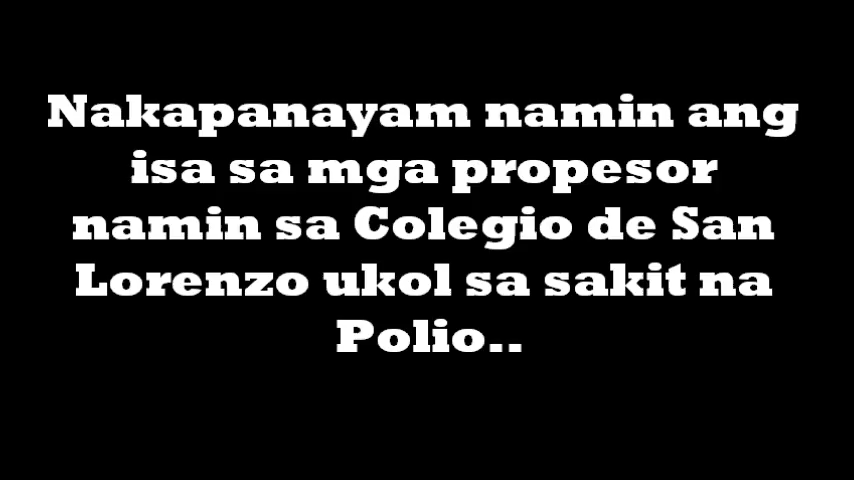 Nakapanayam namin ang
isa sa mga propesor
namin sa Colegio de San
Lorenzo ukol sa sakit na
Polio..